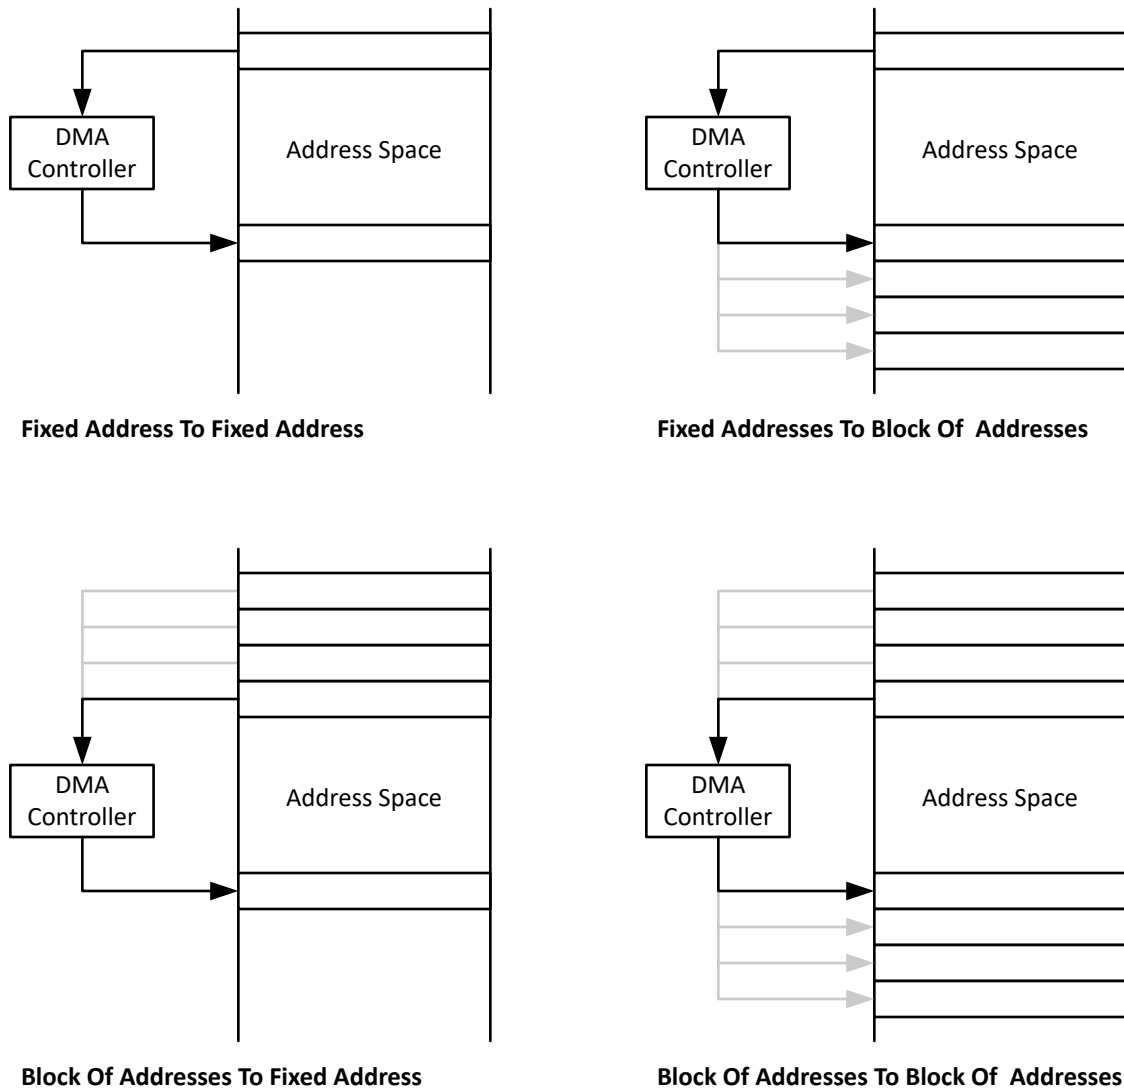 DMA
Controller
Address Space
Fixed Address To Fixed Address
DMA
Controller
Address Space
Fixed Addresses To Block Of  Addresses
DMA
Controller
Address Space
Block Of Addresses To Fixed Address
DMA
Controller
Address Space
Block Of Addresses To Block Of  Addresses